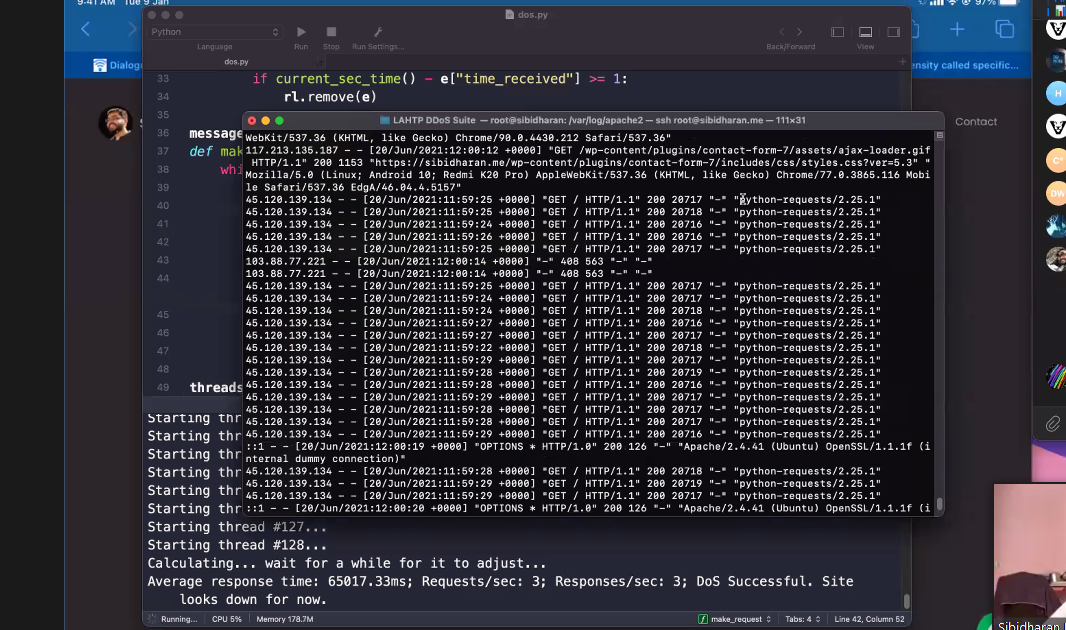 9:41 AM Tue 9 Jan
97%
dos.py
Python
Language
Run
Stop
Run Settings...
Back/Forward
View
dos.py
Dialog
ensity called specific...
Contact
33 if current_sec_time() - e["time_received"] >= 1:
34 rl.remove(e)
35
36 message
37 def mak
38 whi
39
40
41
42
43
44
45
46
47
48
49 threads
LAHTP DDoS Suite — root@sibidharan: /var/log/apache2 — ssh root@sibidharan.me — 111×31
WebKit/537.36 (KHTML, like Gecko) Chrome/90.0.4430.212 Safari/537.36"
117.213.135.187 - - [20/Jun/2021:12:00:12 +0000] "GET /wp-content/plugins/contact-form-7/assets/ajax-loader.gif
HTTP/1.1" 200 1153 "https://sibidharan.me/wp-content/plugins/contact-form-7/includes/css/styles.css?ver=5.3" "
Mozilla/5.0 (Linux; Android 10; Redmi K20 Pro) AppleWebKit/537.36 (KHTML, like Gecko) Chrome/77.0.3865.116 Mobi
le Safari/537.36 EdgA/46.04.4.5157"
45.120.139.134 - - [20/Jun/2021:11:59:25 +0000] "GET / HTTP/1.1" 200 20717 "-" "python-requests/2.25.1"
45.120.139.134 - - [20/Jun/2021:11:59:25 +0000] "GET / HTTP/1.1" 200 20718 "-" "python-requests/2.25.1"
45.120.139.134 - - [20/Jun/2021:11:59:24 +0000] "GET / HTTP/1.1" 200 20716 "-" "python-requests/2.25.1"
45.120.139.134 - - [20/Jun/2021:11:59:26 +0000] "GET / HTTP/1.1" 200 20716 "-" "python-requests/2.25.1"
45.120.139.134 - - [20/Jun/2021:11:59:25 +0000] "GET / HTTP/1.1" 200 20717 "-" "python-requests/2.25.1"
103.88.77.221 - - [20/Jun/2021:12:00:14 +0000] "-" 408 563 "-" "-"
103.88.77.221 - - [20/Jun/2021:12:00:14 +0000] "-" 408 563 "-" "-"
45.120.139.134 - - [20/Jun/2021:11:59:25 +0000] "GET / HTTP/1.1" 200 20717 "-" "python-requests/2.25.1"
45.120.139.134 - - [20/Jun/2021:11:59:24 +0000] "GET / HTTP/1.1" 200 20717 "-" "python-requests/2.25.1"
45.120.139.134 - - [20/Jun/2021:11:59:24 +0000] "GET / HTTP/1.1" 200 20718 "-" "python-requests/2.25.1"
45.120.139.134 - - [20/Jun/2021:11:59:27 +0000] "GET / HTTP/1.1" 200 20716 "-" "python-requests/2.25.1"
45.120.139.134 - - [20/Jun/2021:11:59:27 +0000] "GET / HTTP/1.1" 200 20717 "-" "python-requests/2.25.1"
45.120.139.134 - - [20/Jun/2021:11:59:22 +0000] "GET / HTTP/1.1" 200 20718 "-" "python-requests/2.25.1"
45.120.139.134 - - [20/Jun/2021:11:59:29 +0000] "GET / HTTP/1.1" 200 20717 "-" "python-requests/2.25.1"
45.120.139.134 - - [20/Jun/2021:11:59:28 +0000] "GET / HTTP/1.1" 200 20719 "-" "python-requests/2.25.1"
45.120.139.134 - - [20/Jun/2021:11:59:28 +0000] "GET / HTTP/1.1" 200 20716 "-" "python-requests/2.25.1"
45.120.139.134 - - [20/Jun/2021:11:59:29 +0000] "GET / HTTP/1.1" 200 20717 "-" "python-requests/2.25.1"
45.120.139.134 - - [20/Jun/2021:11:59:28 +0000] "GET / HTTP/1.1" 200 20717 "-" "python-requests/2.25.1"
45.120.139.134 - - [20/Jun/2021:11:59:28 +0000] "GET / HTTP/1.1" 200 20717 "-" "python-requests/2.25.1"
45.120.139.134 - - [20/Jun/2021:11:59:29 +0000] "GET / HTTP/1.1" 200 20716 "-" "python-requests/2.25.1"
::1 - - [20/Jun/2021:12:00:19 +0000] "OPTIONS * HTTP/1.0" 200 126 "-" "Apache/2.4.41 (Ubuntu) OpenSSL/1.1.1f (i
nternal dummy connection)"
45.120.139.134 - - [20/Jun/2021:11:59:28 +0000] "GET / HTTP/1.1" 200 20718 "-" "python-requests/2.25.1"
45.120.139.134 - - [20/Jun/2021:11:59:29 +0000] "GET / HTTP/1.1" 200 20719 "-" "python-requests/2.25.1"
45.120.139.134 - - [20/Jun/2021:11:59:29 +0000] "GET / HTTP/1.1" 200 20717 "-" "python-requests/2.25.1"
::1 - - [20/Jun/2021:12:00:20 +0000] "OPTIONS * HTTP/1.0" 200 126 "-" "Apache/2.4.41 (Ubuntu) OpenSSL/1.1.1f (i
Starting thr
Starting thr
Starting thr
Starting thr
Starting thr
Starting thr
Starting thread #127...
Starting thread #128...
Calculating... wait for a while for it to adjust...
Average response time: 65017.33ms; Requests/sec: 3; Responses/sec: 3; DoS Successful. Site
looks down for now.
Running... CPU 5% Memory 178.7M
make_request Tabs: 4 Line 42, Column 52
H
C*
DW
Sibidharan